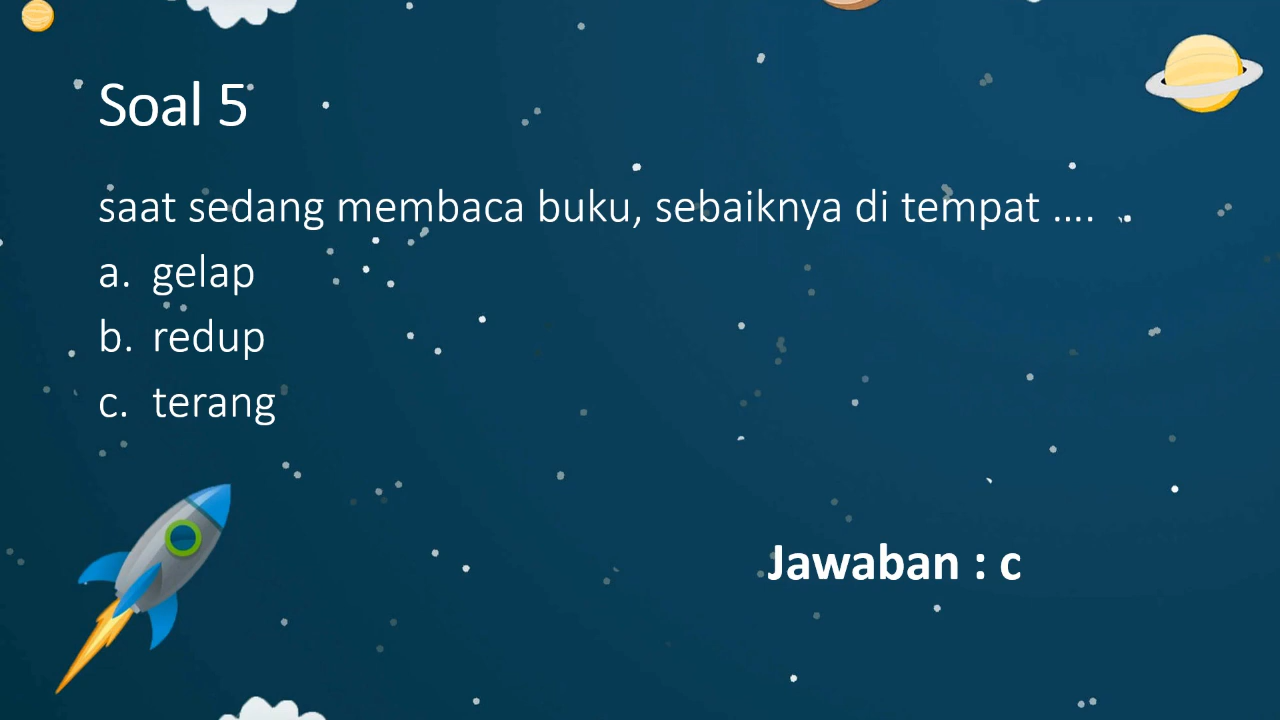 Soal 5
saat sedang membaca buku, sebaiknya di tempat ....
a. gelap
b. redup
c. terang
Jawaban : c